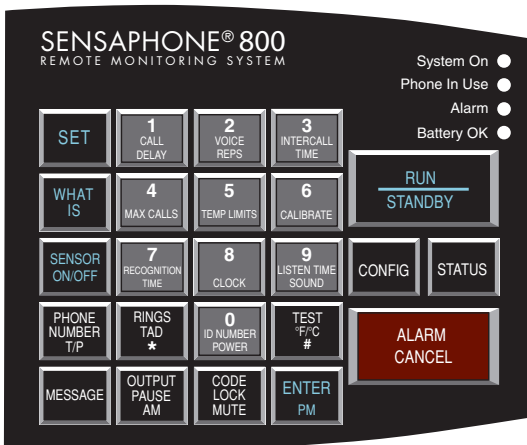 SENSAPHONE® 800
REMOTE MONITORING SYSTEM
System On
Phone In Use
Alarm
Battery OK
SET
1
CALL
DELAY
2
VOICE
REPS
3
INTERCALL
TIME
RUN
STANDBY
WHAT
IS
4
MAX CALLS
5
TEMP LIMITS
6
CALIBRATE
SENSOR
ON/OFF
7
RECOGNITION
TIME
8
CLOCK
9
LISTEN TIME
SOUND
CONFIG
STATUS
PHONE
NUMBER
T/P
RINGS
TAD
*
0
ID NUMBER
POWER
TEST
°F/°C
#
ALARM
CANCEL
MESSAGE
OUTPUT
PAUSE
AM
CODE
LOCK
MUTE
ENTER
PM